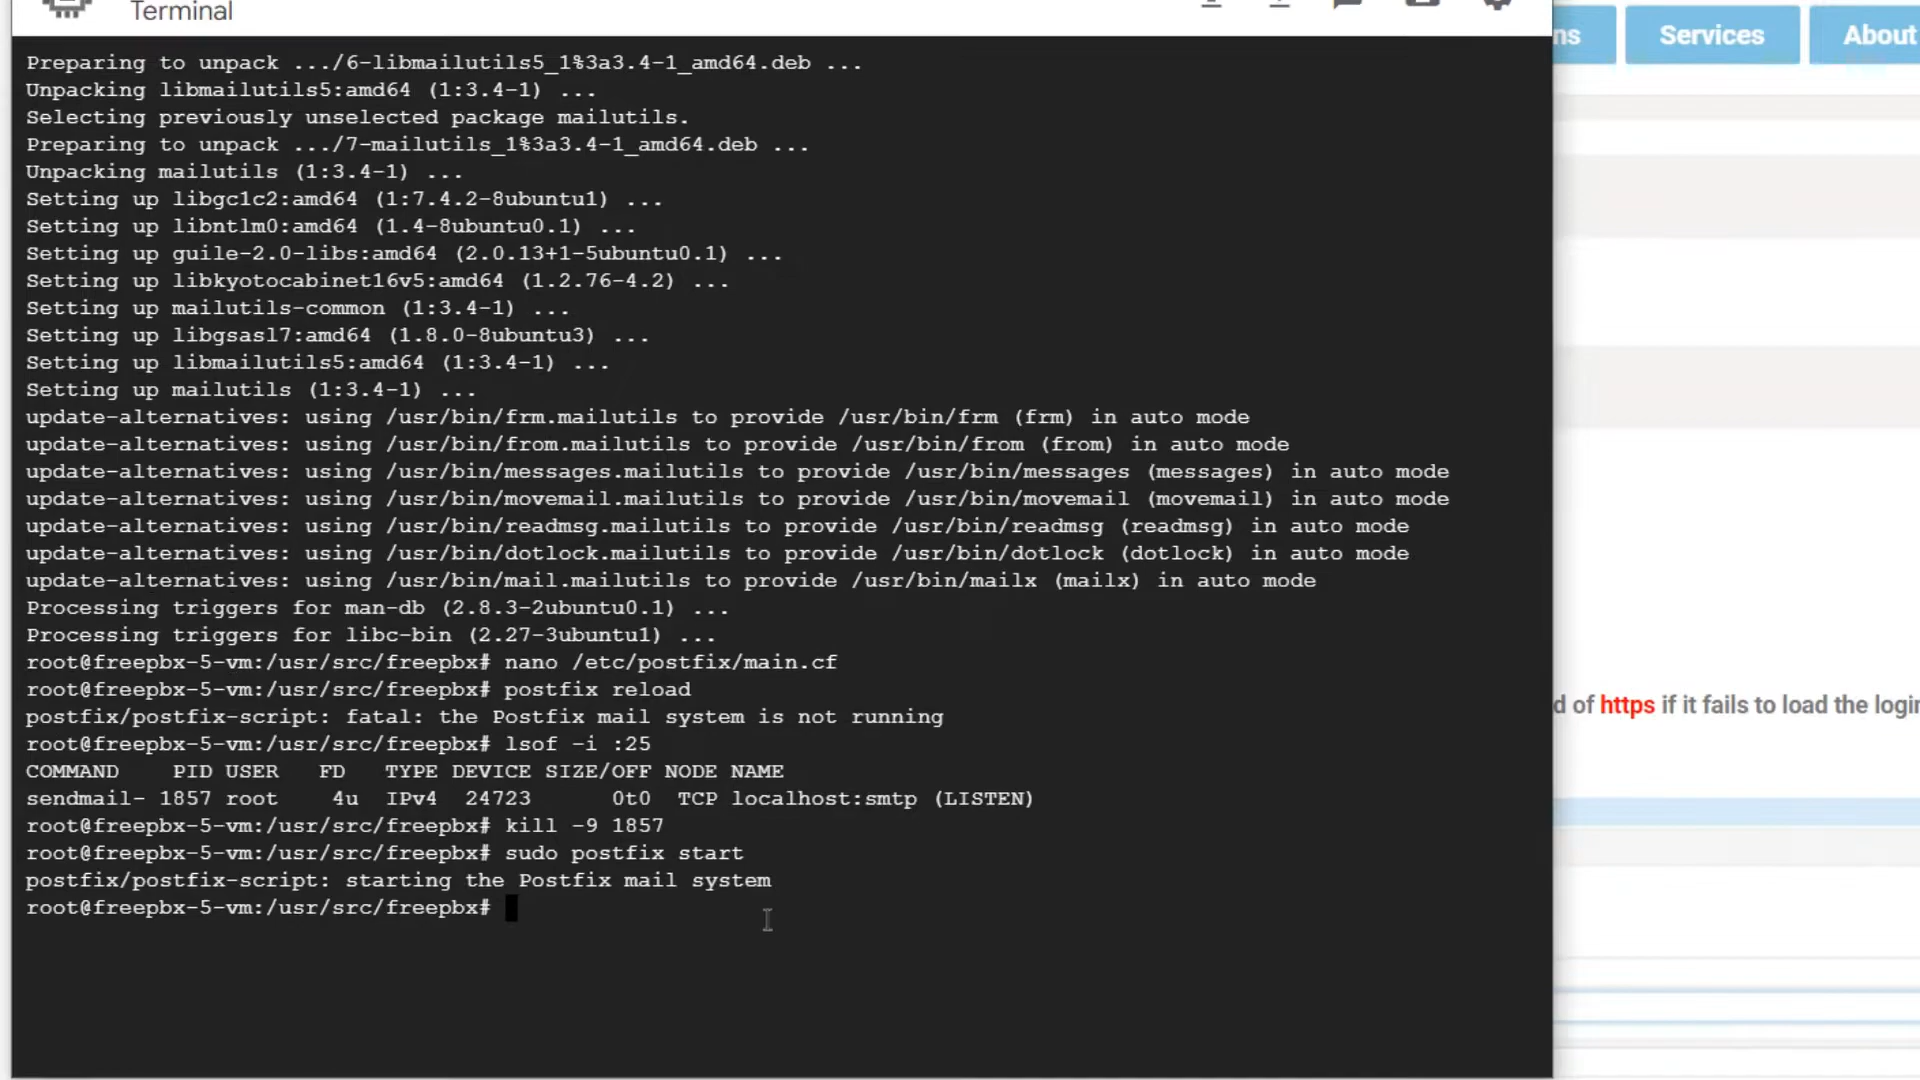 Terminal
Preparing to unpack .../6-libmailutils5_1%3a3.4-1_amd64.deb ...
Unpacking libmailutils5:amd64 (1:3.4-1) ...
Selecting previously unselected package mailutils.
Preparing to unpack .../7-mailutils_1%3a3.4-1_amd64.deb ...
Unpacking mailutils (1:3.4-1) ...
Setting up libgc1c2:amd64 (1:7.4.2-8ubuntu1) ...
Setting up libntlm0:amd64 (1.4-8ubuntu0.1) ...
Setting up guile-2.0-libs:amd64 (2.0.13+1-5ubuntu0.1) ...
Setting up libkyotocabinet16v5:amd64 (1.2.76-4.2) ...
Setting up mailutils-common (1:3.4-1) ...
Setting up libgsasl7:amd64 (1.8.0-8ubuntu3) ...
Setting up libmailutils5:amd64 (1:3.4-1) ...
Setting up mailutils (1:3.4-1) ...
update-alternatives: using /usr/bin/frm.mailutils to provide /usr/bin/frm (frm) in auto mode
update-alternatives: using /usr/bin/from.mailutils to provide /usr/bin/from (from) in auto mode
update-alternatives: using /usr/bin/messages.mailutils to provide /usr/bin/messages (messages) in auto mode
update-alternatives: using /usr/bin/movemail.mailutils to provide /usr/bin/movemail (movemail) in auto mode
update-alternatives: using /usr/bin/readmsg.mailutils to provide /usr/bin/readmsg (readmsg) in auto mode
update-alternatives: using /usr/bin/dotlock.mailutils to provide /usr/bin/dotlock (dotlock) in auto mode
update-alternatives: using /usr/bin/mail.mailutils to provide /usr/bin/mailx (mailx) in auto mode
Processing triggers for man-db (2.8.3-2ubuntu0.1) ...
Processing triggers for libc-bin (2.27-3ubuntu1) ...
root@freepbx-5-vm:/usr/src/freepbx# nano /etc/postfix/main.cf
root@freepbx-5-vm:/usr/src/freepbx# postfix reload
postfix/postfix-script: fatal: the Postfix mail system is not running
root@freepbx-5-vm:/usr/src/freepbx# lsof -i :25
COMMAND PID USER FD TYPE DEVICE SIZE/OFF NODE NAME
sendmail- 1857 root 4u IPv4 24723 0t0 TCP localhost:smtp (LISTEN)
root@freepbx-5-vm:/usr/src/freepbx# kill -9 1857
root@freepbx-5-vm:/usr/src/freepbx# sudo postfix start
postfix/postfix-script: starting the Postfix mail system
root@freepbx-5-vm:/usr/src/freepbx#
ns Services About
d of https if it fails to load the login